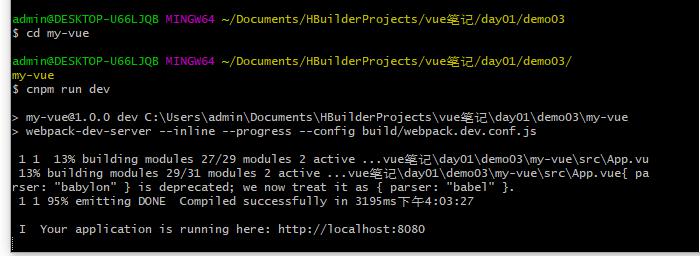 admin@DESKTOP-U66LJQB MINGW64 ~/Documents/HBuilderProjects/vue笔记/day01/demo03
$ cd my-vue
admin@DESKTOP-U66LJQB MINGW64 ~/Documents/HBuilderProjects/vue笔记/day01/demo03/
my-vue
$ cnpm run dev
> my-vue@1.0.0 dev C:\Users\admin\Documents\HBuilderProjects\vue笔记\day01\demo03\my-vue
> webpack-dev-server --inline --progress --config build/webpack.dev.conf.js
1 1  13% building modules 27/29 modules 2 active ...vue笔记\day01\demo03\my-vue\src\App.vu
13% building modules 29/31 modules 2 active ...vue笔记\day01\demo03\my-vue\src\App.vue{ pa
rser: "babylon" } is deprecated; we now treat it as { parser: "babel" }.
1 1 95% emitting DONE  Compiled successfully in 3195ms下午4:03:27
I  Your application is running here: http://localhost:8080